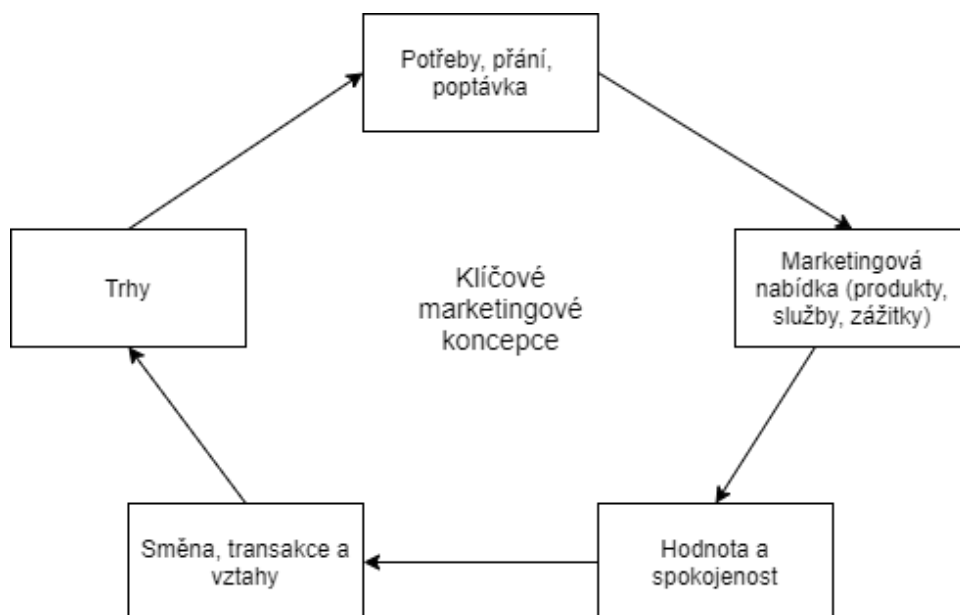 Potřeby, přání,
poptávka
Trhy
Klíčové
marketingové
koncepce
Marketingová
nabídka (produkty,
služby, zážitky)
Směna, transakce a
vztahy
Hodnota a
spokojenost